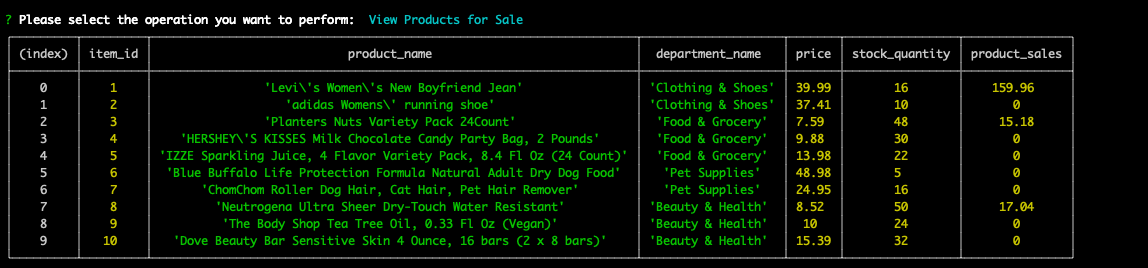 ? Please select the operation you want to perform: View Products for Sale
(index) item_id product_name department_name price stock_quantity product_sales
0 1 'Levi\'s Women\'s New Boyfriend Jean' 'Clothing & Shoes' 39.99 16 159.96
1 2 'adidas Womens\' running shoe' 'Clothing & Shoes' 37.41 10 0
2 3 'Planters Nuts Variety Pack 24Count' 'Food & Grocery' 7.59 48 15.18
3 4 'HERSHEY\'S KISSES Milk Chocolate Candy Party Bag, 2 Pounds' 'Food & Grocery' 9.88 30 0
4 5 'IZZE Sparkling Juice, 4 Flavor Variety Pack, 8.4 Fl Oz (24 Count)' 'Food & Grocery' 13.98 22 0
5 6 'Blue Buffalo Life Protection Formula Natural Adult Dry Dog Food' 'Pet Supplies' 48.98 5 0
6 7 'ChomChom Roller Dog Hair, Cat Hair, Pet Hair Remover' 'Pet Supplies' 24.95 16 0
7 8 'Neutrogena Ultra Sheer Dry-Touch Water Resistant' 'Beauty & Health' 8.52 50 17.04
8 9 'The Body Shop Tea Tree Oil, 0.33 Fl Oz (Vegan)' 'Beauty & Health' 10 24 0
9 10 'Dove Beauty Bar Sensitive Skin 4 Ounce, 16 bars (2 x 8 bars)' 'Beauty & Health' 15.39 32 0